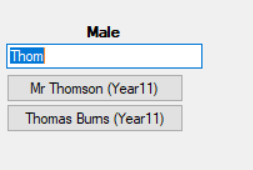 Male
Thom
Mr Thomson (Year11)
Thomas Burns (Year11)